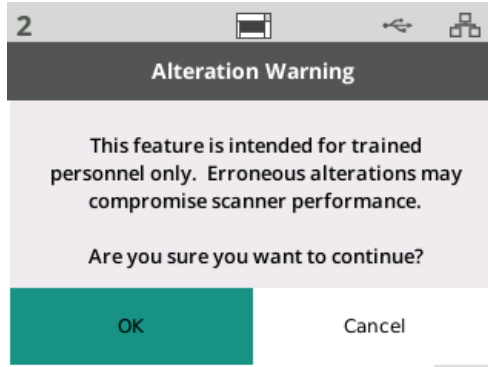 2
Alteration Warning
This feature is intended for trained
personnel only.  Erroneous alterations may
compromise scanner performance.
Are you sure you want to continue?
OK
Cancel